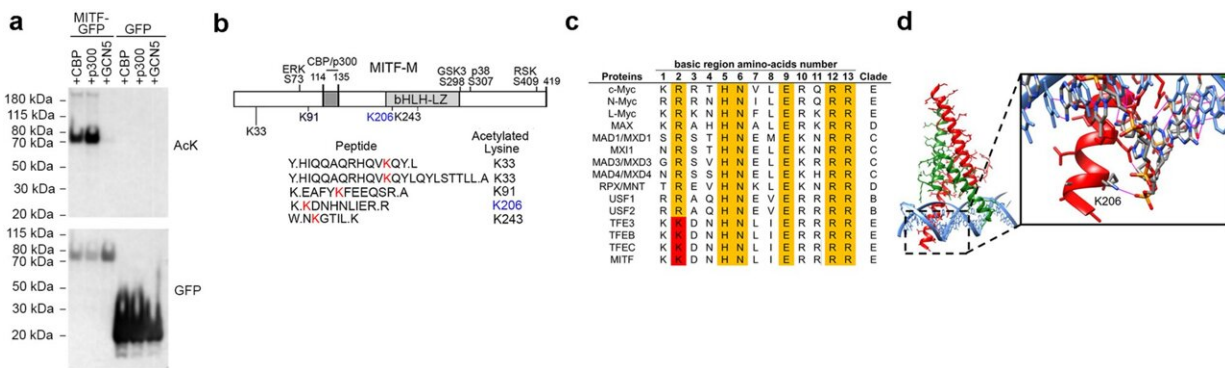 a
MITF-
GFP GFP
+CBP +p300 +GCN5 +CBP +p300 +GCN5
180 kDa
115 kDa
80 kDa
70 kDa
50 kDa
30 kDa
20 kDa
AcK
115 kDa
80 kDa
70 kDa
50 kDa
30 kDa
20 kDa
GFP
b
ERK CBP/p300 MITF-M GSK3 p38 RSK
S73 114 135 S298 S307 S409 419
bHLH-LZ
K33 K91 K206 K243
Peptide Acetylated Lysine
Y.HIQQAQRHQVKQY.L K33
Y.HIQQAQRHQVKQYLQYLSTTLL.A K33
K.EAFYKFEEQSR.A K91
K.KDNHNLIER.R K206
W.NKGTILK.K K243
c
basic region amino-acids number
Proteins 1 2 3 4 5 6 7 8 9 10 11 12 13 Clade
c-Myc K R R T H N V L E R Q R R E
N-Myc R R R N H N I L E R Q R R E
L-Myc R R K N H N F L E R K R R E
MAX K R A H H N A L E R K R R D
MAD1/MXD1 S R S T H N E M E K N R R C
MXI1 N R S T H N E L E K N R R C
MAD3/MXD3 G R S V H N E L E K R R R C
MAD4/MXD4 N R S S H N E L E K H R R C
RPX/MNT T R E V H N K L E K N R R D
USF1 R R A Q H N E V E R R R R B
USF2 R R A Q H N E V E R R R R B
TFE3 K K D N H N L I E R R R R E
TFEB K K D N H N L I E R R R R E
TFEC K K D N H N L I E R R R R E
MITF K K D N H N L I E R R R R E
d
K206